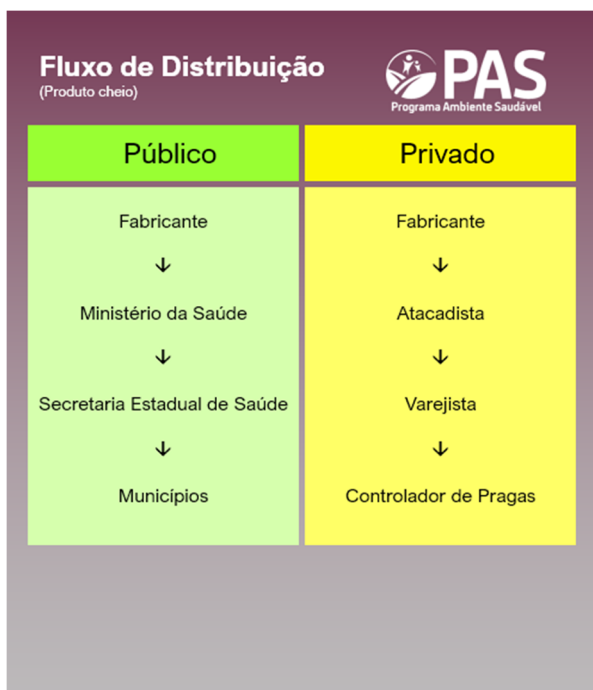 Fluxo de Distribuição
(Produto cheio)
PAS
Programa Ambiente Saudável
Público
Fabricante
↓
Ministério da Saúde
↓
Secretaria Estadual de Saúde
↓
Municípios
Privado
Fabricante
↓
Atacadista
↓
Varejista
↓
Controlador de Pragas